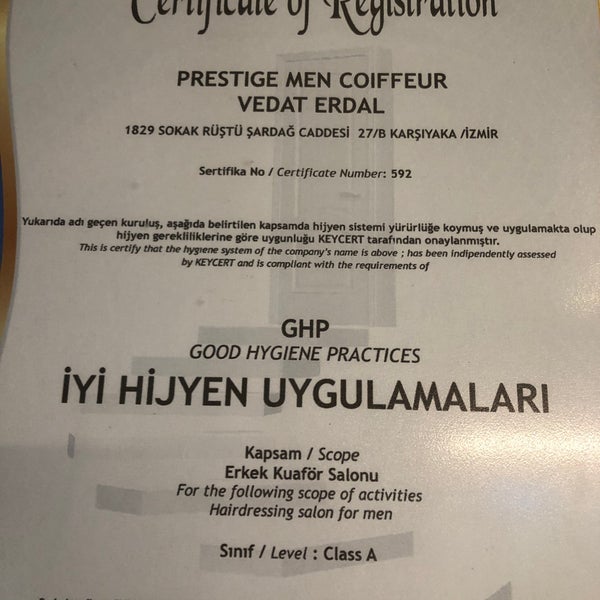 Certificate of Registration
PRESTIGE MEN COIFFEUR
VEDAT ERDAL
1829 SOKAK RÜŞTÜ ŞARDAĞ CADDESİ 27/B KARŞIYAKA /İZMİR
Sertifika No / Certificate Number: 592
Yukarıda adı geçen kuruluş, aşağıda belirtilen kapsamda hijyen sistemi yürürlüğe koymuş ve uygulamakta olup
hijyen gerekliliklerine göre uygunluğu KEYCERT tarafından onaylanmıştır.
This is certify that the hygiene system of the company's name is above ; has been indipendently assessed
by KEYCERT and is compliant with the requirements of
GHP
GOOD HYGIENE PRACTICES
İYİ HİJYEN UYGULAMALARI
Kapsam / Scope
Erkek Kuaför Salonu
For the following scope of activities
Hairdressing salon for men
Sınıf / Level : Class A